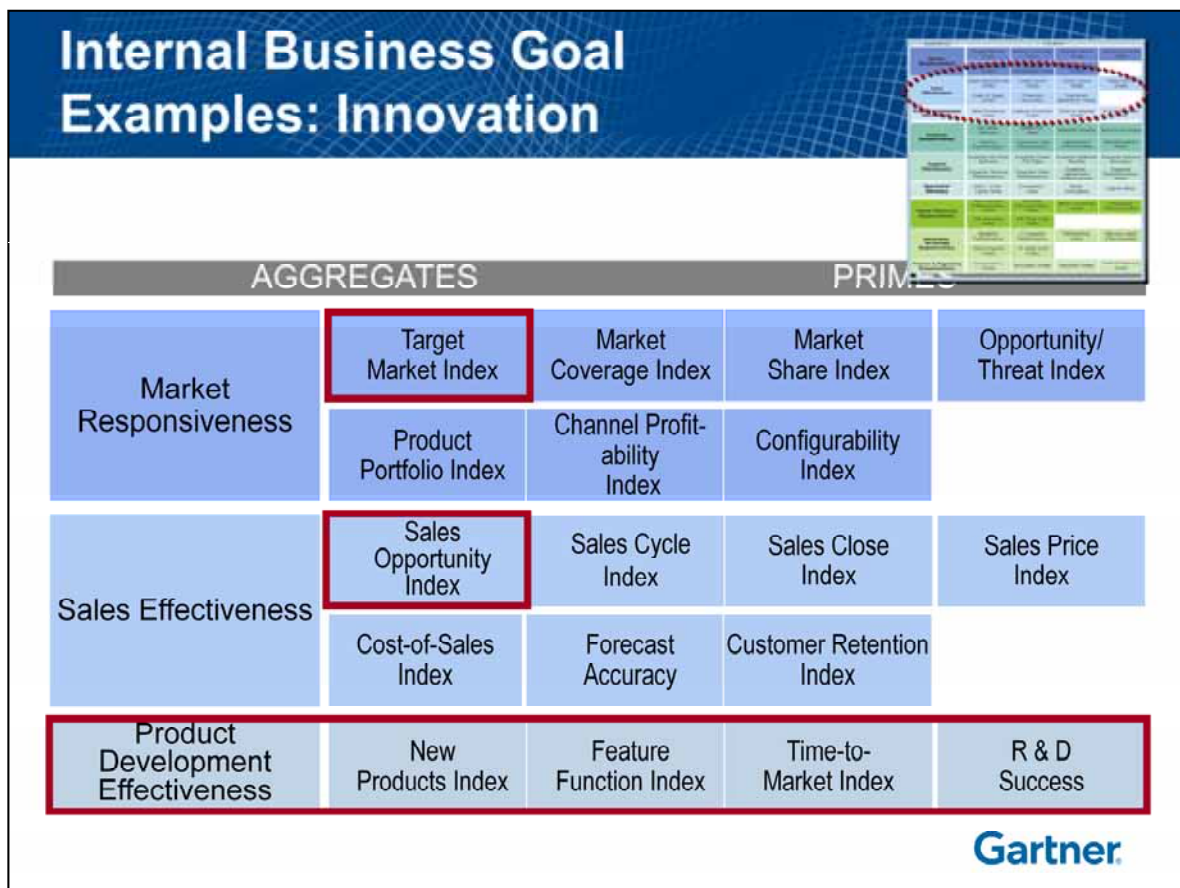 Internal Business Goal
Examples: Innovation
AGGREGATES
PRIMES
Market
Responsiveness
Target
Market Index
Market
Coverage Index
Market
Share Index
Opportunity/
Threat Index
Product
Portfolio Index
Channel Profit-
ability
Index
Configurability
Index
Sales Effectiveness
Sales
Opportunity
Index
Sales Cycle
Index
Sales Close
Index
Sales Price
Index
Cost-of-Sales
Index
Forecast
Accuracy
Customer Retention
Index
Product
Development
Effectiveness
New
Products Index
Feature
Function Index
Time-to-
Market Index
R & D
Success
Gartner.